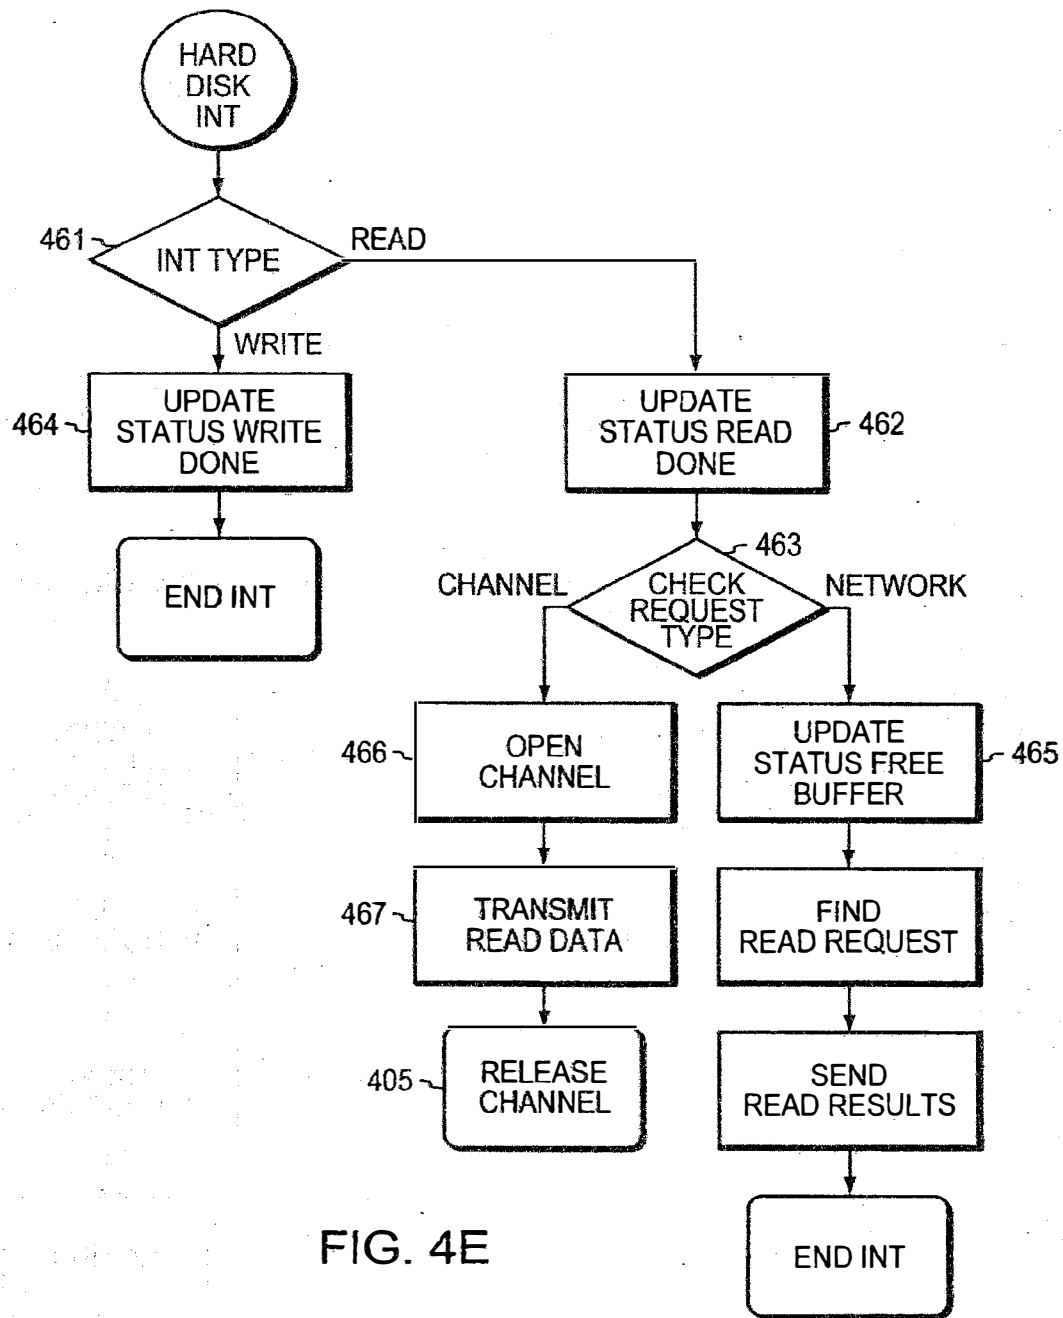 HARD
DISK
INT
461
INT TYPE
READ
WRITE
464
UPDATE
STATUS WRITE
DONE
UPDATE
STATUS READ
DONE
462
END INT
463
CHANNEL
CHECK
REQUEST
TYPE
NETWORK
466
OPEN
CHANNEL
UPDATE
STATUS FREE
BUFFER
465
467
TRANSMIT
READ DATA
FIND
READ REQUEST
405
RELEASE
CHANNEL
SEND
READ RESULTS
END INT
FIG. 4E